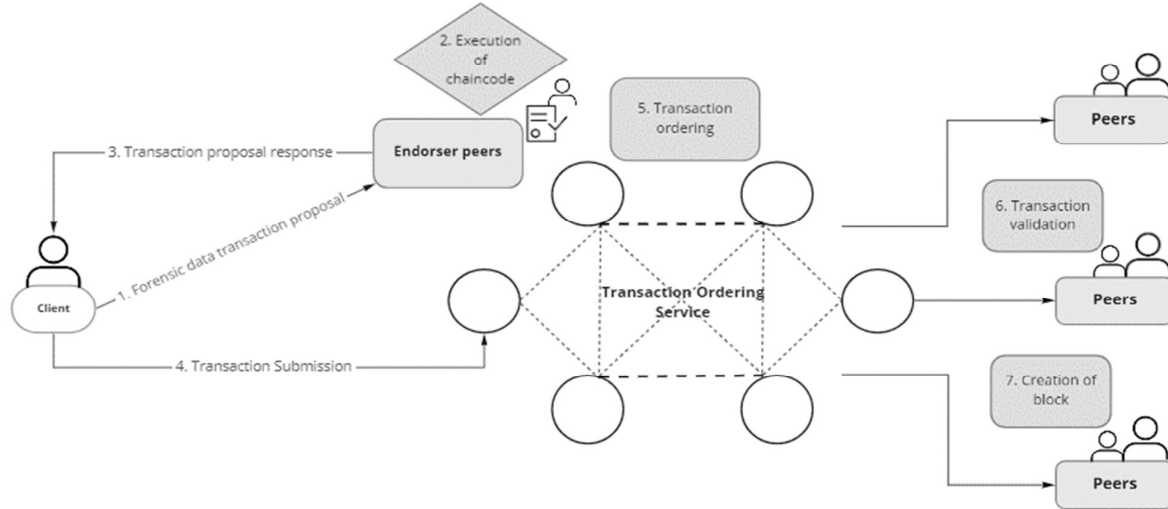 2. Execution
of
chaincode
5. Transaction
ordering
Peers
3. Transaction proposal response
Endorser peers
1. Forensic data transaction proposal
6. Transaction
validation
Client
Transaction Ordering
Service
Peers
4. Transaction Submission
7. Creation of
block
Peers